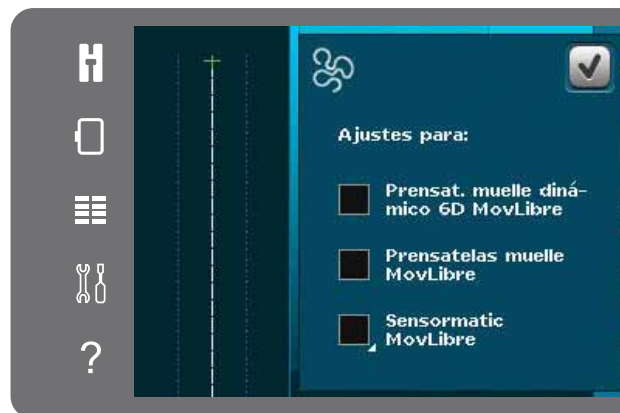 Ajustes para:
Prensat. muelle diná-
mico 6D MovLibre
Prensatelas muelle
MovLibre
Sensormatic
MovLibre
?